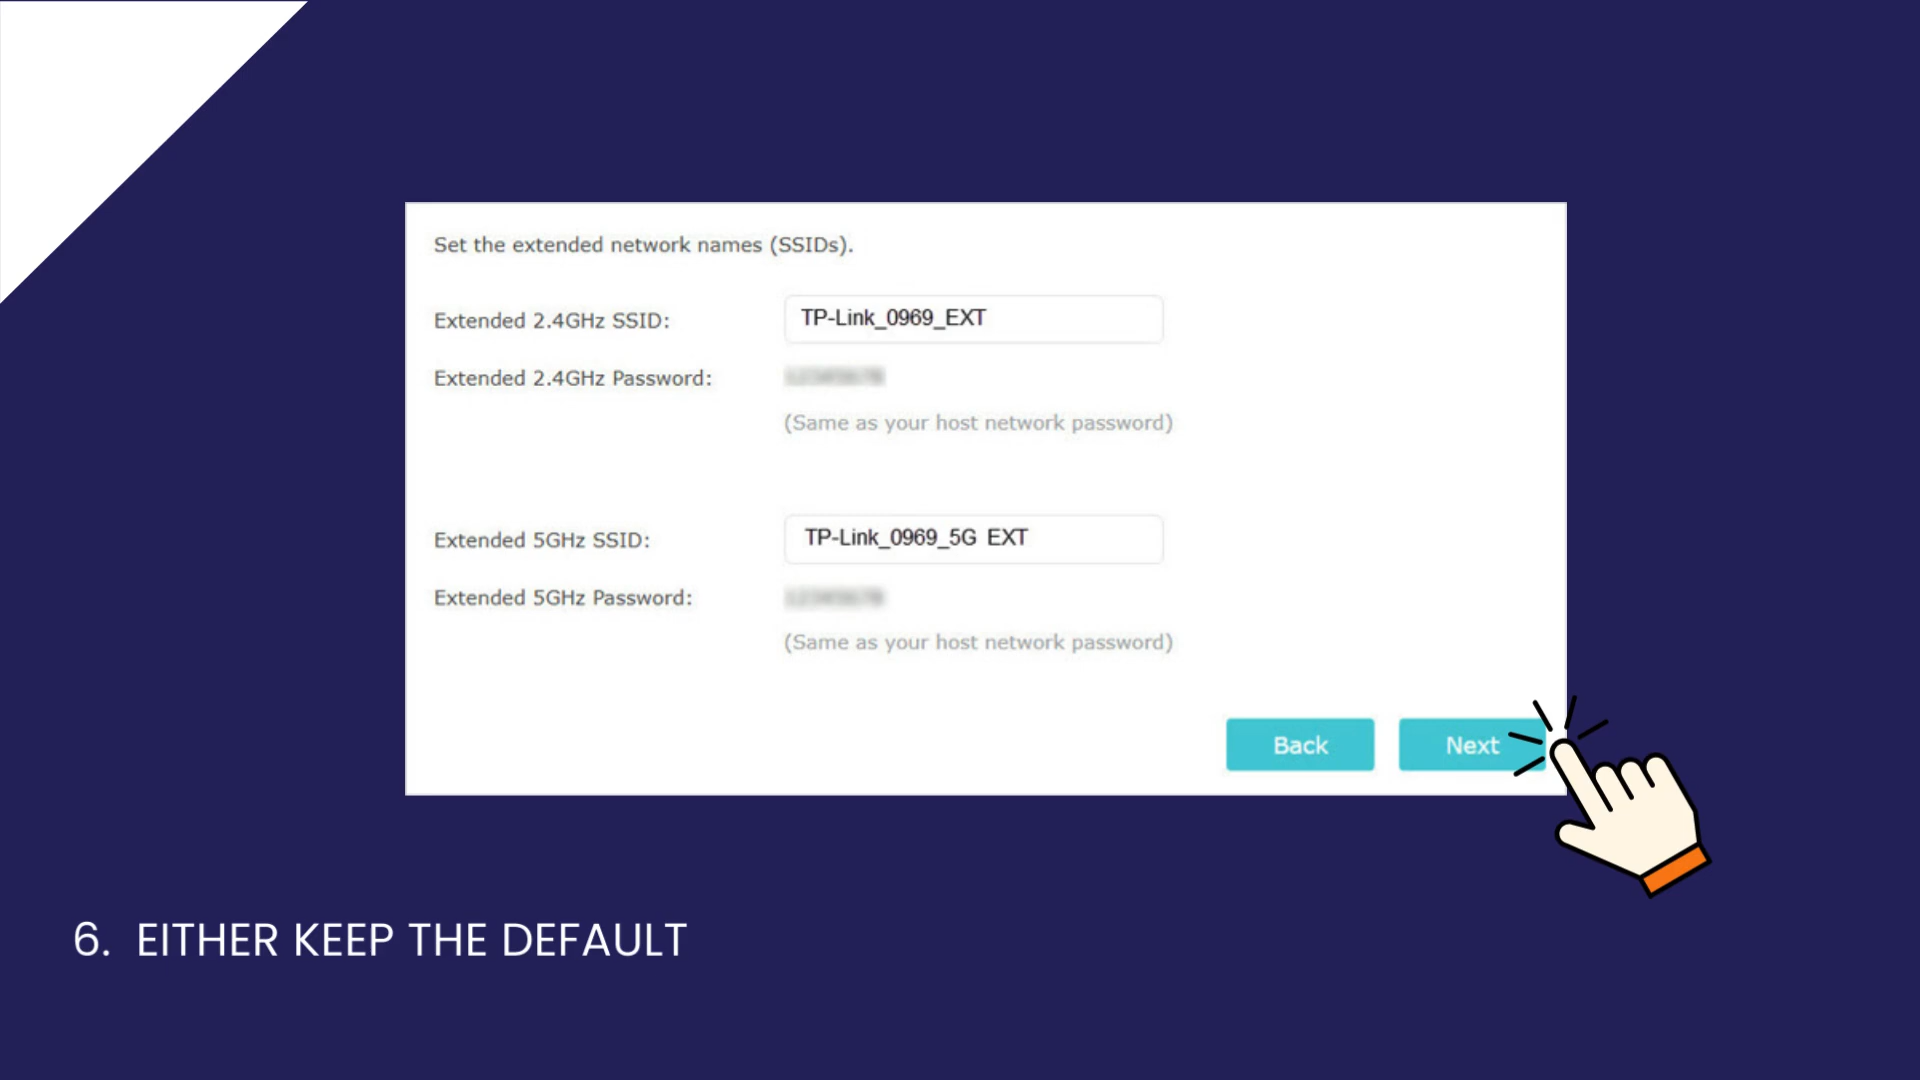 Set the extended network names (SSIDs).
Extended 2.4GHz SSID: TP-Link_0969_EXT
Extended 2.4GHz Password:
(Same as your host network password)
Extended 5GHz SSID: TP-Link_0969_5G EXT
Extended 5GHz Password:
(Same as your host network password)
Back Next
6. EITHER KEEP THE DEFAULT